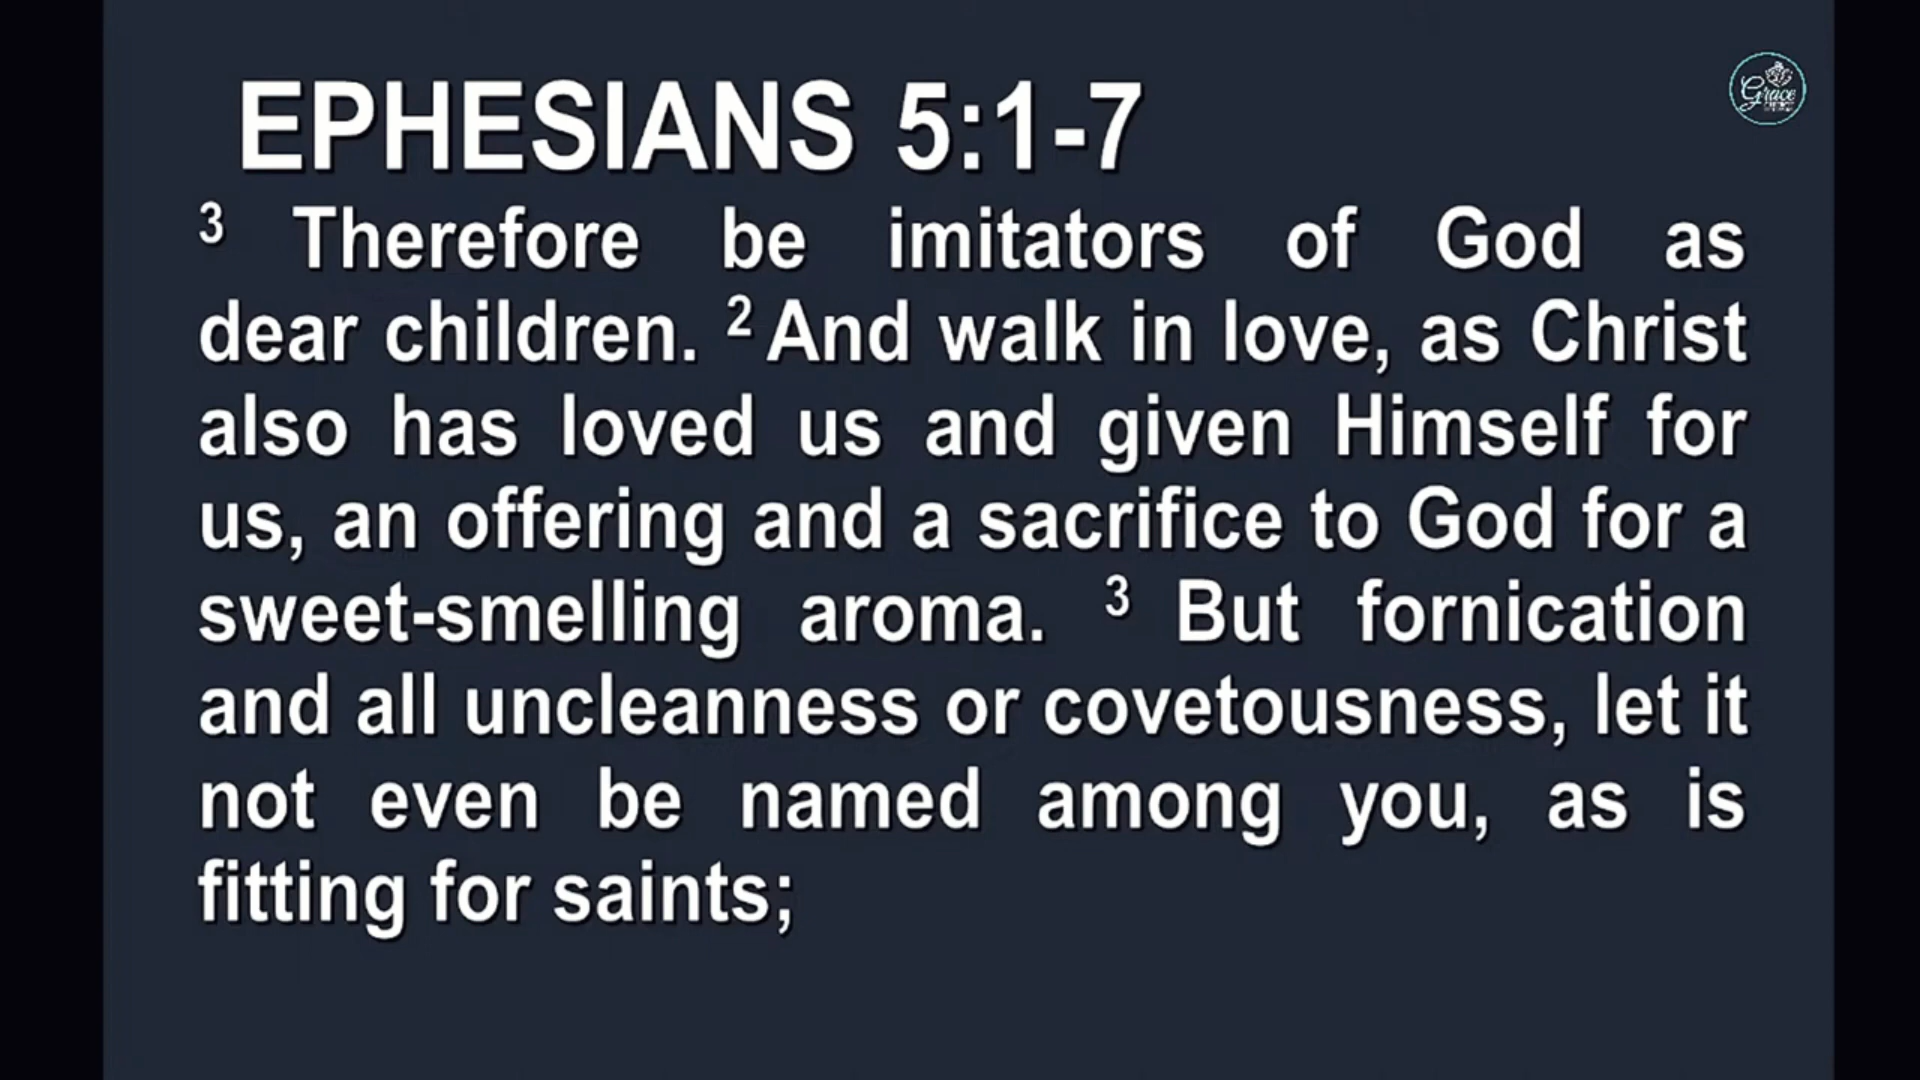 EPHESIANS 5:1-7
Grace
3 Therefore be imitators of God as
dear children. 2 And walk in love, as Christ
also has loved us and given Himself for
us, an offering and a sacrifice to God for a
sweet-smelling aroma. 3 But fornication
and all uncleanness or covetousness, let it
not even be named among you, as is
fitting for saints;